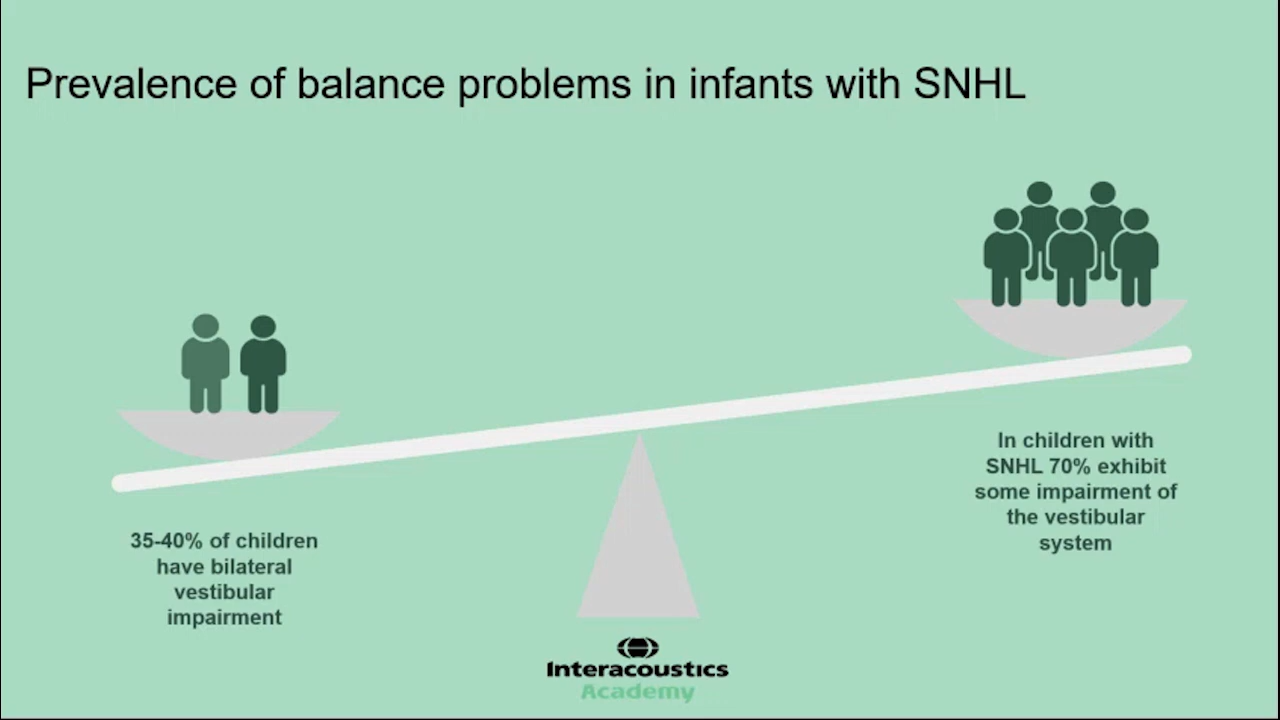 Prevalence of balance problems in infants with SNHL
35-40% of children
have bilateral
vestibular
impairment
In children with
SNHL 70% exhibit
some impairment of
the vestibular
system
Interacoustics
Academy